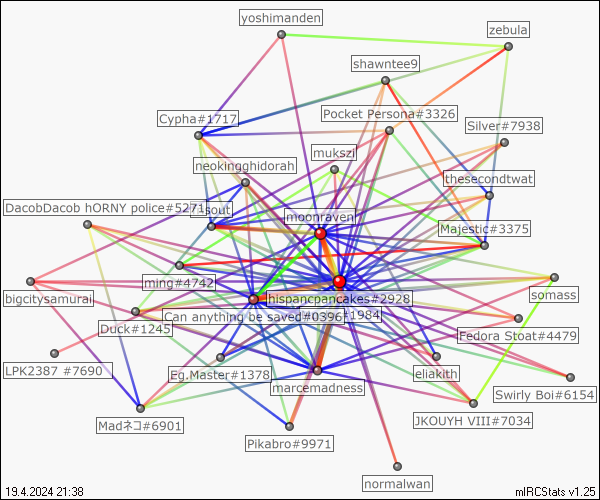 yoshimanden
zebula
shawntee9
Pocket Persona#3326
Cypha#1717
Silver#7938
mukszi
neokingghidorah
thesecondtwat
DacobDacob hORNY police#5271
sout
moonraven
Majestic#3375
ming#4742
bigcitysamurai
hispancpancakes#2928
somass
Can anything be saved#0396
#1984
Duck#1245
Fedora Stoat#4479
LPK2387 #7690
Eg.Master#1378
eliakith
marcemadness
Swirly Boi#6154
Madネコ#6901
JKOUYH VIII#7034
Pikabro#9971
normalwan
19.4.2024 21:38
mIRCStats v1.25